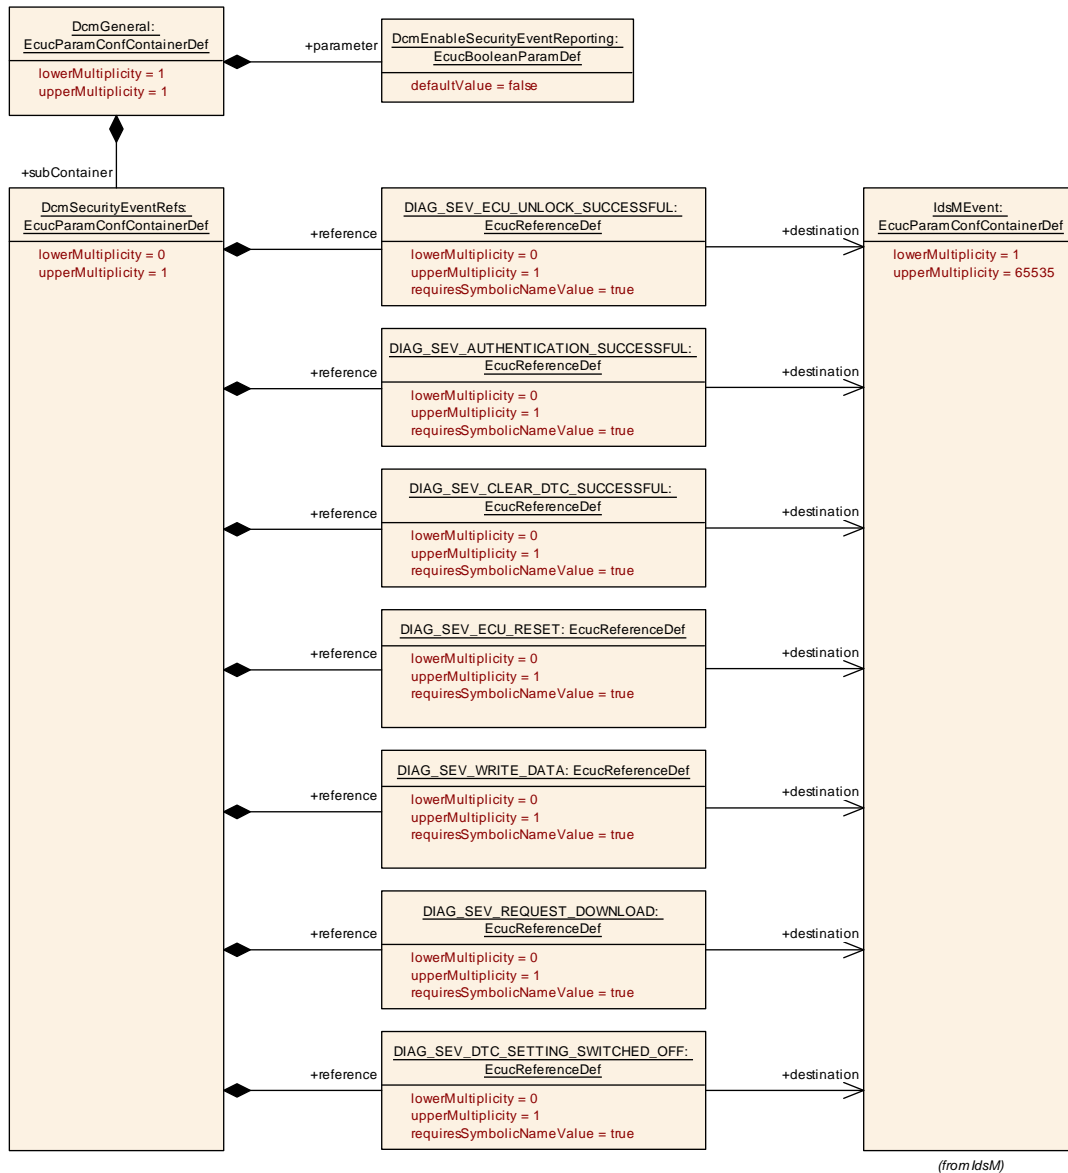 DcmGeneral:
EcucParamConfContainerDef
lowerMultiplicity = 1
upperMultiplicity = 1
+parameter
DcmEnableSecurityEventReporting:
EcucBooleanParamDef
defaultValue = false
+subContainer
DcmSecurityEventRefs:
EcucParamConfContainerDef
lowerMultiplicity = 0
upperMultiplicity = 1
+reference
DIAG_SEV_ECU_UNLOCK_SUCCESSFUL:
EcucReferenceDef
lowerMultiplicity = 0
upperMultiplicity = 1
requiresSymbolicNameValue = true
+destination
IdsMEvent:
EcucParamConfContainerDef
lowerMultiplicity = 1
upperMultiplicity = 65535
+reference
DIAG_SEV_AUTHENTICATION_SUCCESSFUL:
EcucReferenceDef
lowerMultiplicity = 0
upperMultiplicity = 1
requiresSymbolicNameValue = true
+destination
+reference
DIAG_SEV_CLEAR_DTC_SUCCESSFUL:
EcucReferenceDef
lowerMultiplicity = 0
upperMultiplicity = 1
requiresSymbolicNameValue = true
+destination
+reference
DIAG_SEV_ECU_RESET: EcucReferenceDef
lowerMultiplicity = 0
upperMultiplicity = 1
requiresSymbolicNameValue = true
+destination
+reference
DIAG_SEV_WRITE_DATA: EcucReferenceDef
lowerMultiplicity = 0
upperMultiplicity = 1
requiresSymbolicNameValue = true
+destination
+reference
DIAG_SEV_REQUEST_DOWNLOAD:
EcucReferenceDef
lowerMultiplicity = 0
upperMultiplicity = 1
requiresSymbolicNameValue = true
+destination
+reference
DIAG_SEV_DTC_SETTING_SWITCHED_OFF:
EcucReferenceDef
lowerMultiplicity = 0
upperMultiplicity = 1
requiresSymbolicNameValue = true
+destination
(from IdsM)